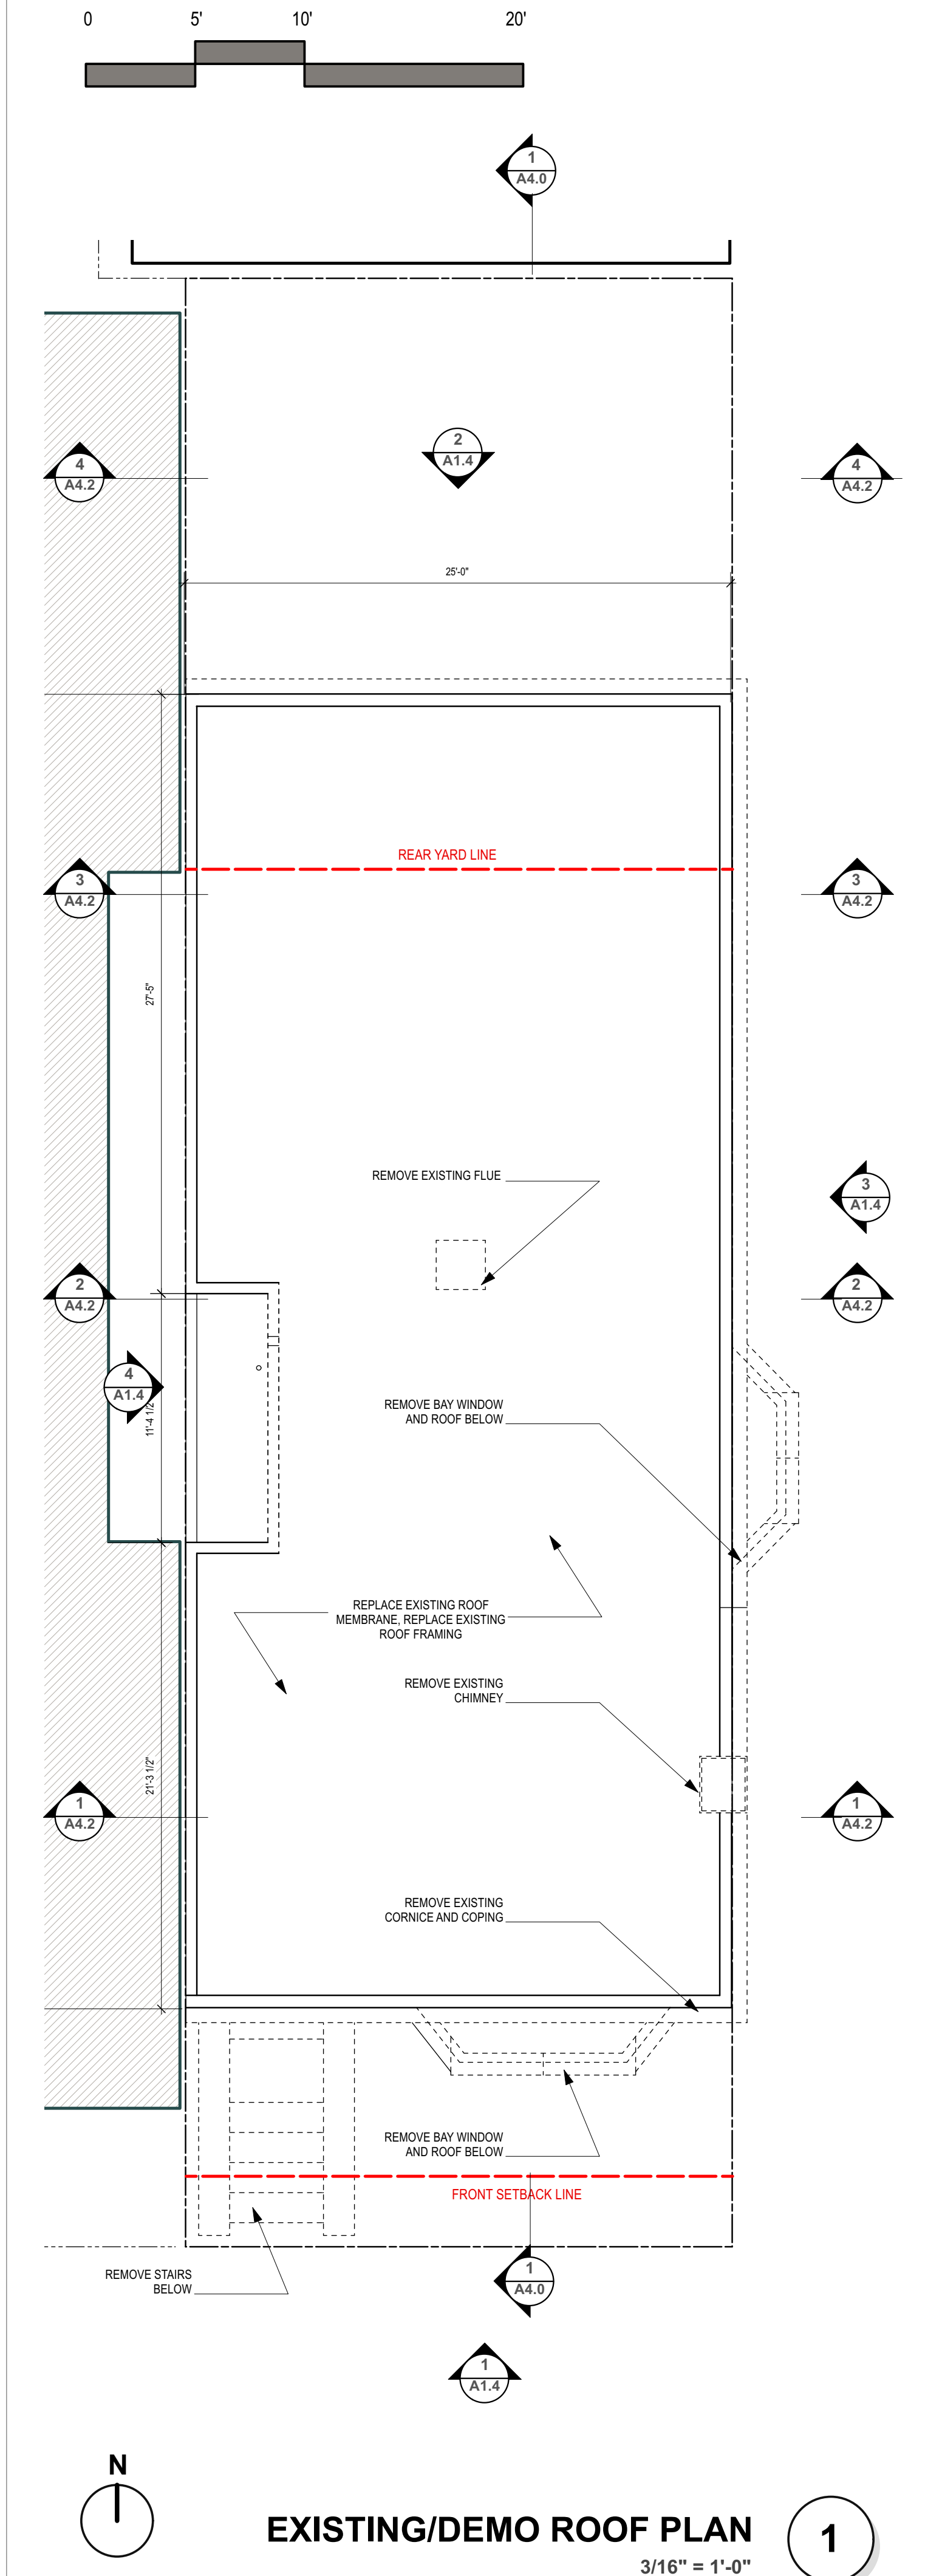 0 5' 10' 20'
1
A4.0
2
A1.4
4
A4.2
4
A4.2
25'-0"
REAR YARD LINE
3
A4.2
3
A4.2
27'-5"
REMOVE EXISTING FLUE
3
A1.4
2
A4.2
2
A4.2
4
A1.4
11'-4 1/2"
REMOVE BAY WINDOW
AND ROOF BELOW
REPLACE EXISTING ROOF
MEMBRANE, REPLACE EXISTING
ROOF FRAMING
REMOVE EXISTING
CHIMNEY
21'-3 1/2"
1
A4.2
1
A4.2
REMOVE EXISTING
CORNICE AND COPING
REMOVE BAY WINDOW
AND ROOF BELOW
FRONT SETBACK LINE
REMOVE STAIRS
BELOW
1
A4.0
1
A1.4
N
EXISTING/DEMO ROOF PLAN
1
3/16" = 1'-0"